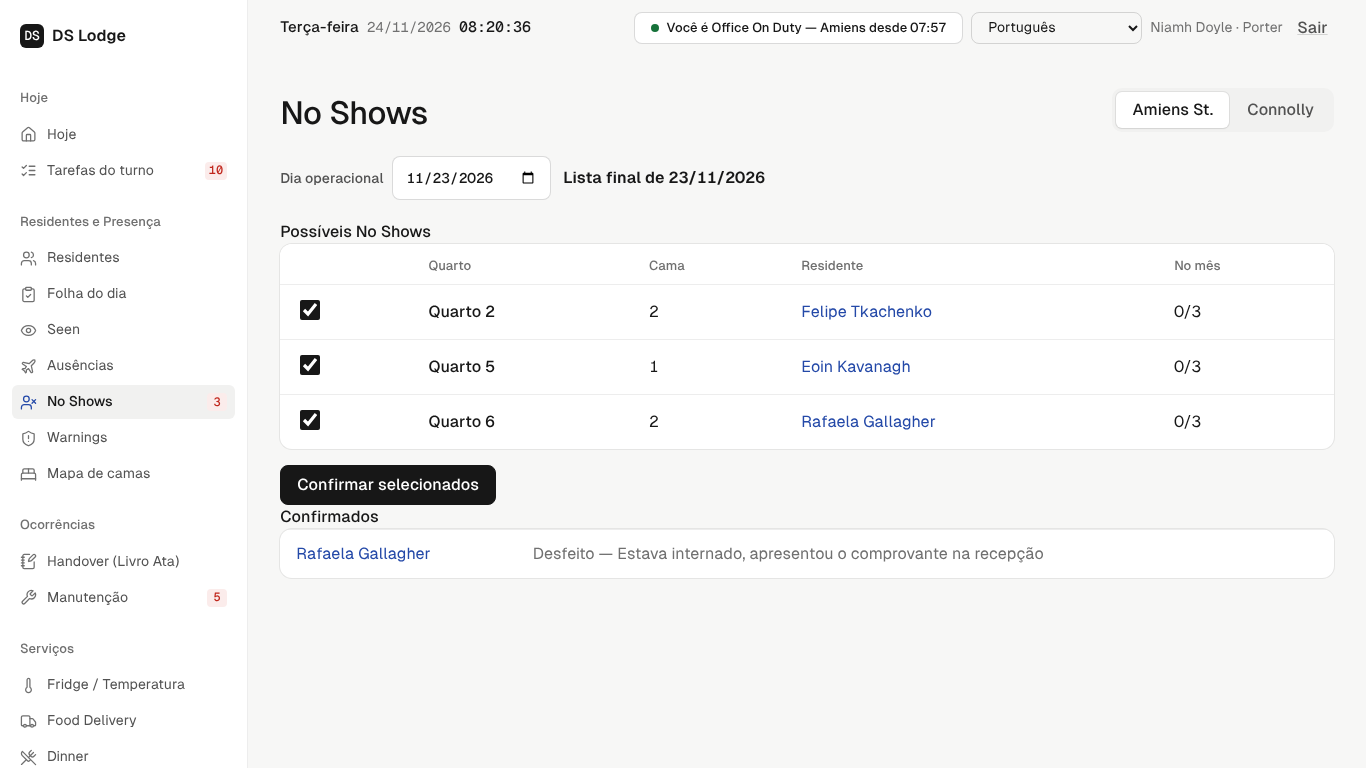 DS DS Lodge
Terça-feira 24/11/2026 08:20:36
Você é Office On Duty — Amiens desde 07:57
Português
Niamh Doyle · Porter
Sair
Hoje
Hoje
Tarefas do turno 10
Residentes e Presença
Residentes
Folha do dia
Seen
Ausências
No Shows 3
Warnings
Mapa de camas
Ocorrências
Handover (Livro Ata)
Manutenção 5
Serviços
Fridge / Temperatura
Food Delivery
Dinner
No Shows
Amiens St. Connolly
Dia operacional 11/23/2026 Lista final de 23/11/2026
Possíveis No Shows
Quarto Cama Residente No mês
Quarto 2 2 Felipe Tkachenko 0/3
Quarto 5 1 Eoin Kavanagh 0/3
Quarto 6 2 Rafaela Gallagher 0/3
Confirmar selecionados
Confirmados
Rafaela Gallagher Desfeito — Estava internado, apresentou o comprovante na recepção